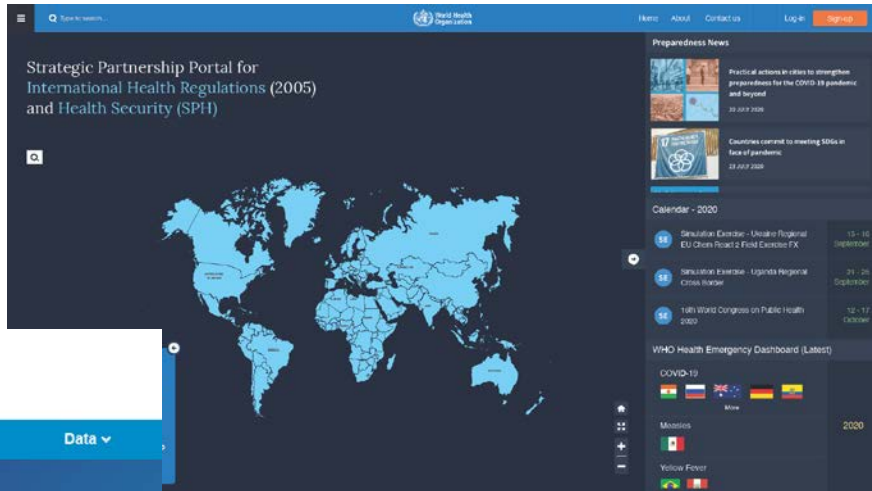 Type to search...
World Health
Organization
Home About Contact us Log-in Sign-up
Strategic Partnership Portal for
International Health Regulations (2005)
and Health Security (SPH)
Preparedness News
Practical actions in cities to strengthen
preparedness for the COVID-19 pandemic
and beyond
23 JULY 2020
17
Countries commit to meeting SDGs in
face of pandemic
23 JULY 2020
Calendar - 2020
SE Simulation Exercise - Ukraine Regional 15 - 18
EU Chem React 2 Field Exercise FX September
SE Simulation Exercise - Uganda Regional 21 - 25
Cross Border September
SE 16th World Congress on Public Health 12 - 17
2020 October
WHO Health Emergency Dashboard (Latest)
COVID-19
More
Measles 2020
Yellow Fever
Data